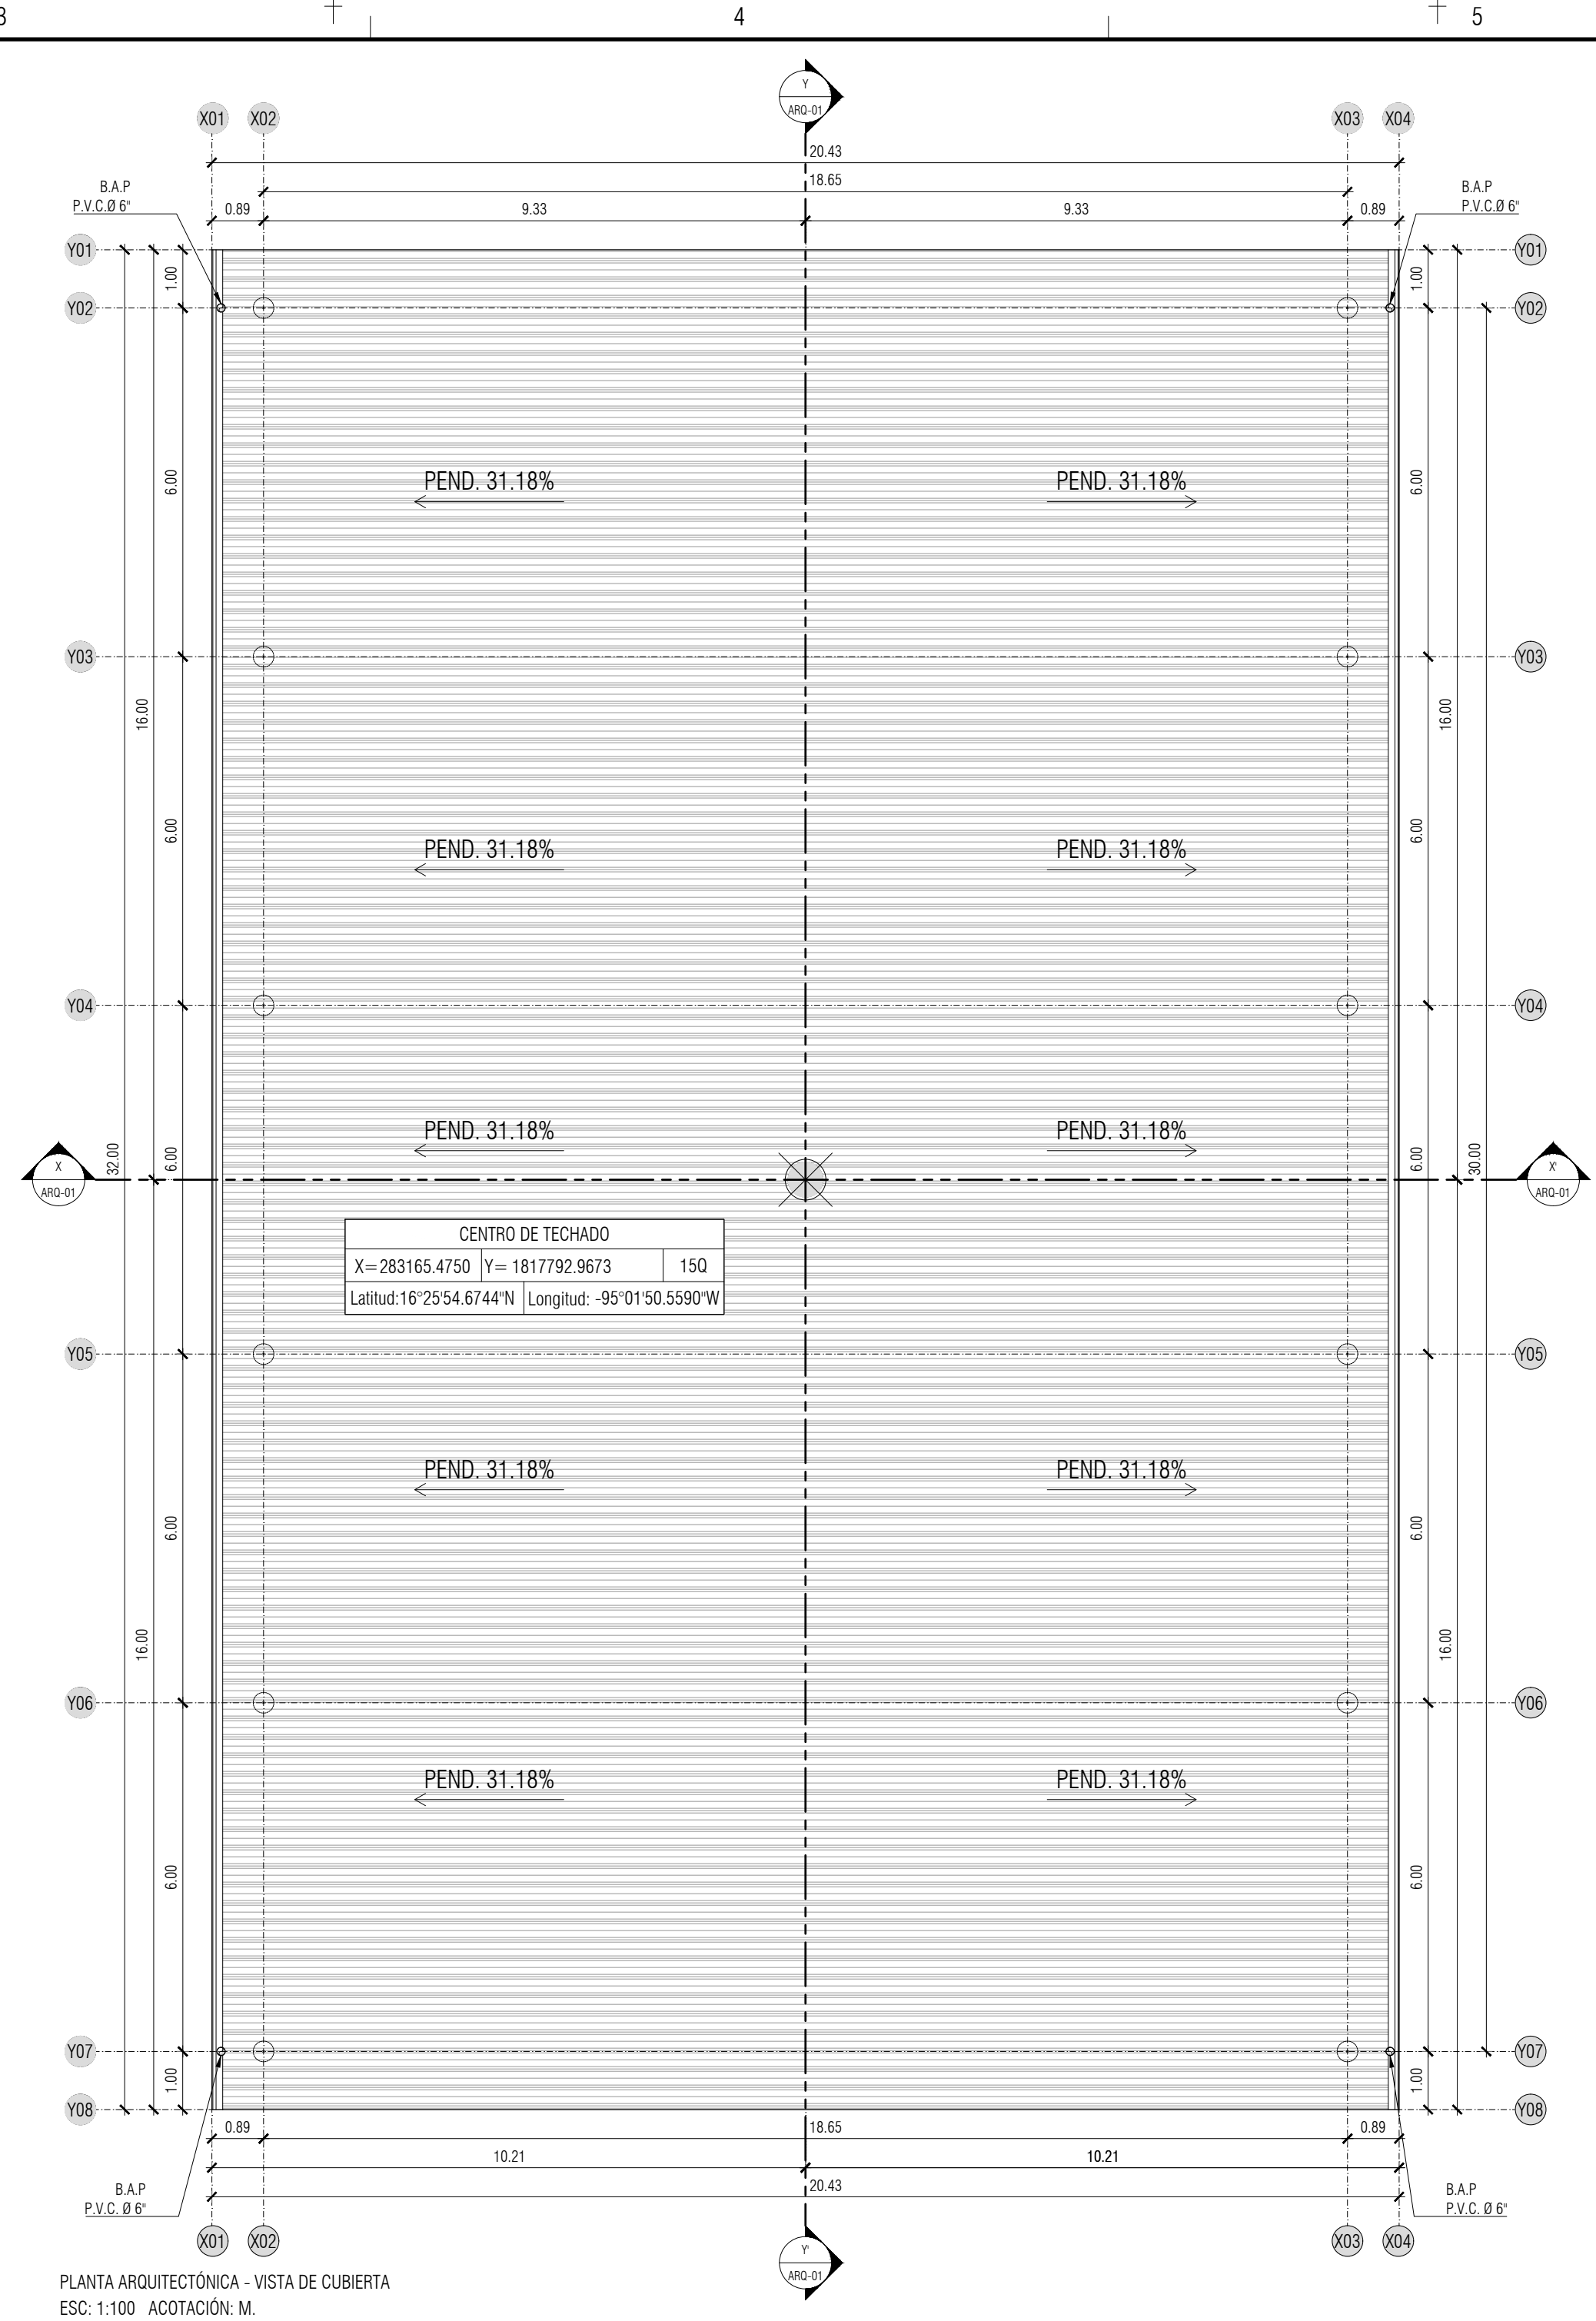 3
4
5
Y
ARQ-01
X01
X02
X03
X04
20.43
18.65
B.A.P
P.V.C.Ø 6"
0.89
9.33
9.33
0.89
B.A.P
P.V.C.Ø 6"
Y01
Y01
1.00
1.00
Y02
Y02
6.00
PEND. 31.18%
PEND. 31.18%
6.00
Y03
Y03
16.00
16.00
6.00
PEND. 31.18%
PEND. 31.18%
6.00
Y04
Y04
PEND. 31.18%
PEND. 31.18%
32.00
6.00
6.00
30.00
X
ARQ-01
X'
ARQ-01
CENTRO DE TECHADO
X=283165.4750 Y= 1817792.9673 15Q
Latitud:16°25'54.6744"N Longitud: -95°01'50.5590"W
Y05
Y05
PEND. 31.18%
PEND. 31.18%
6.00
6.00
16.00
16.00
Y06
Y06
PEND. 31.18%
PEND. 31.18%
6.00
6.00
Y07
Y07
1.00
1.00
Y08
Y08
0.89
18.65
0.89
10.21
10.21
20.43
B.A.P
P.V.C. Ø 6"
B.A.P
P.V.C. Ø 6"
X01
X02
X03
X04
Y'
ARQ-01
PLANTA ARQUITECTÓNICA - VISTA DE CUBIERTA
ESC: 1:100 ACOTACIÓN: M.